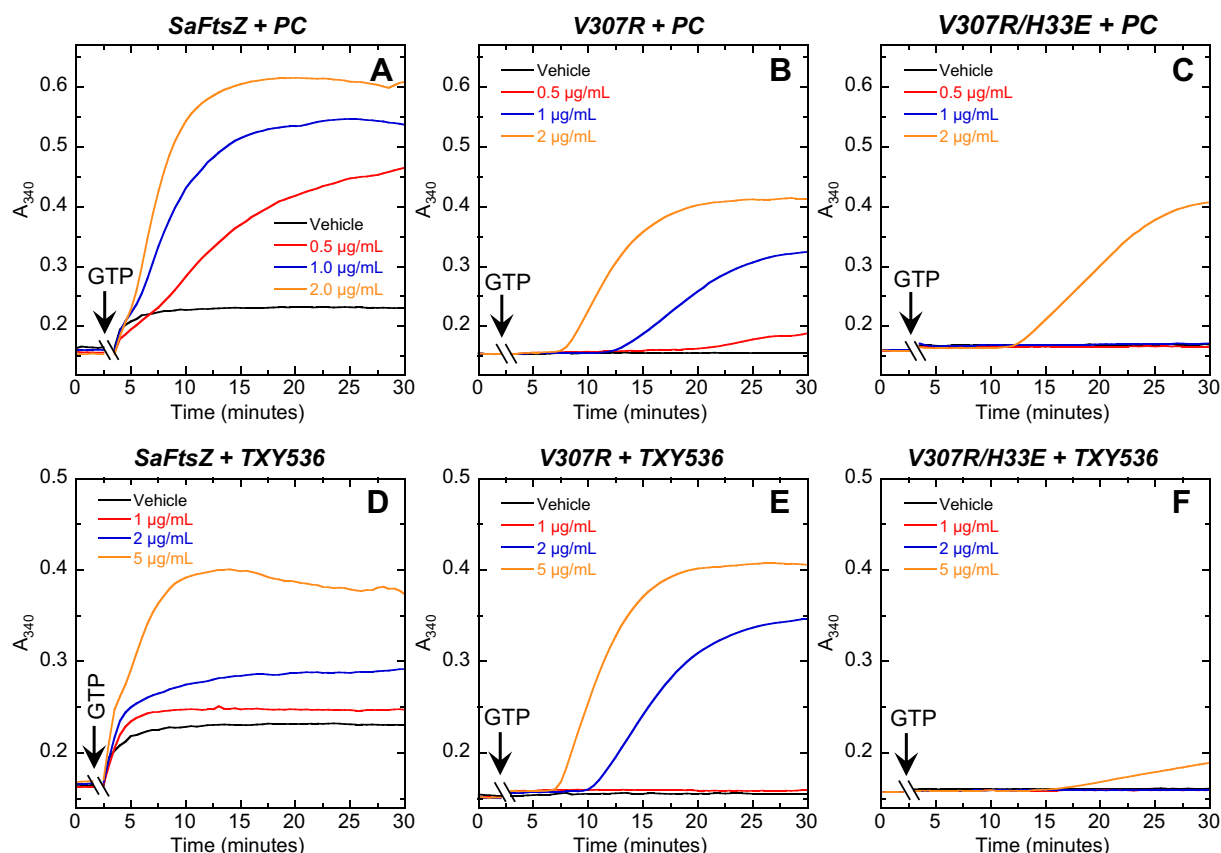 SaFtsZ + PC
V307R + PC
V307R/H33E + PC
A
0.6
0.5
0.4
0.3
0.2
A340
Vehicle
0.5 µg/mL
1.0 µg/mL
2.0 µg/mL
GTP
0 5 10 15 20 25 30
Time (minutes)
B
Vehicle
0.5 µg/mL
1 µg/mL
2 µg/mL
0.6
0.5
0.4
0.3
0.2
A340
GTP
0 5 10 15 20 25 30
Time (minutes)
C
Vehicle
0.5 µg/mL
1 µg/mL
2 µg/mL
0.6
0.5
0.4
0.3
0.2
A340
GTP
0 5 10 15 20 25 30
Time (minutes)
SaFtsZ + TXY536
V307R + TXY536
V307R/H33E + TXY536
D
Vehicle
1 µg/mL
2 µg/mL
5 µg/mL
0.5
0.4
0.3
0.2
A340
GTP
0 5 10 15 20 25 30
Time (minutes)
E
Vehicle
1 µg/mL
2 µg/mL
5 µg/mL
0.5
0.4
0.3
0.2
A340
GTP
0 5 10 15 20 25 30
Time (minutes)
F
Vehicle
1 µg/mL
2 µg/mL
5 µg/mL
0.5
0.4
0.3
0.2
A340
GTP
0 5 10 15 20 25 30
Time (minutes)